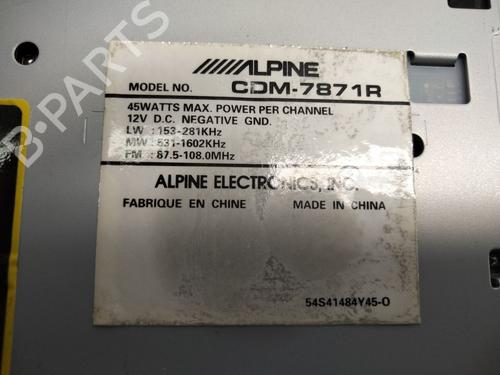 B-PARTS
ALPINE
MODEL NO. CDM-7871R
45WATTS MAX. POWER PER CHANNEL
12V D.C. NEGATIVE GND.
LW : 153-281KHz
MW : 531-1602KHz
FM : 87.5-108.0MHz
ALPINE ELECTRONICS, INC.
FABRIQUE EN CHINE MADE IN CHINA
54S41484Y45-O